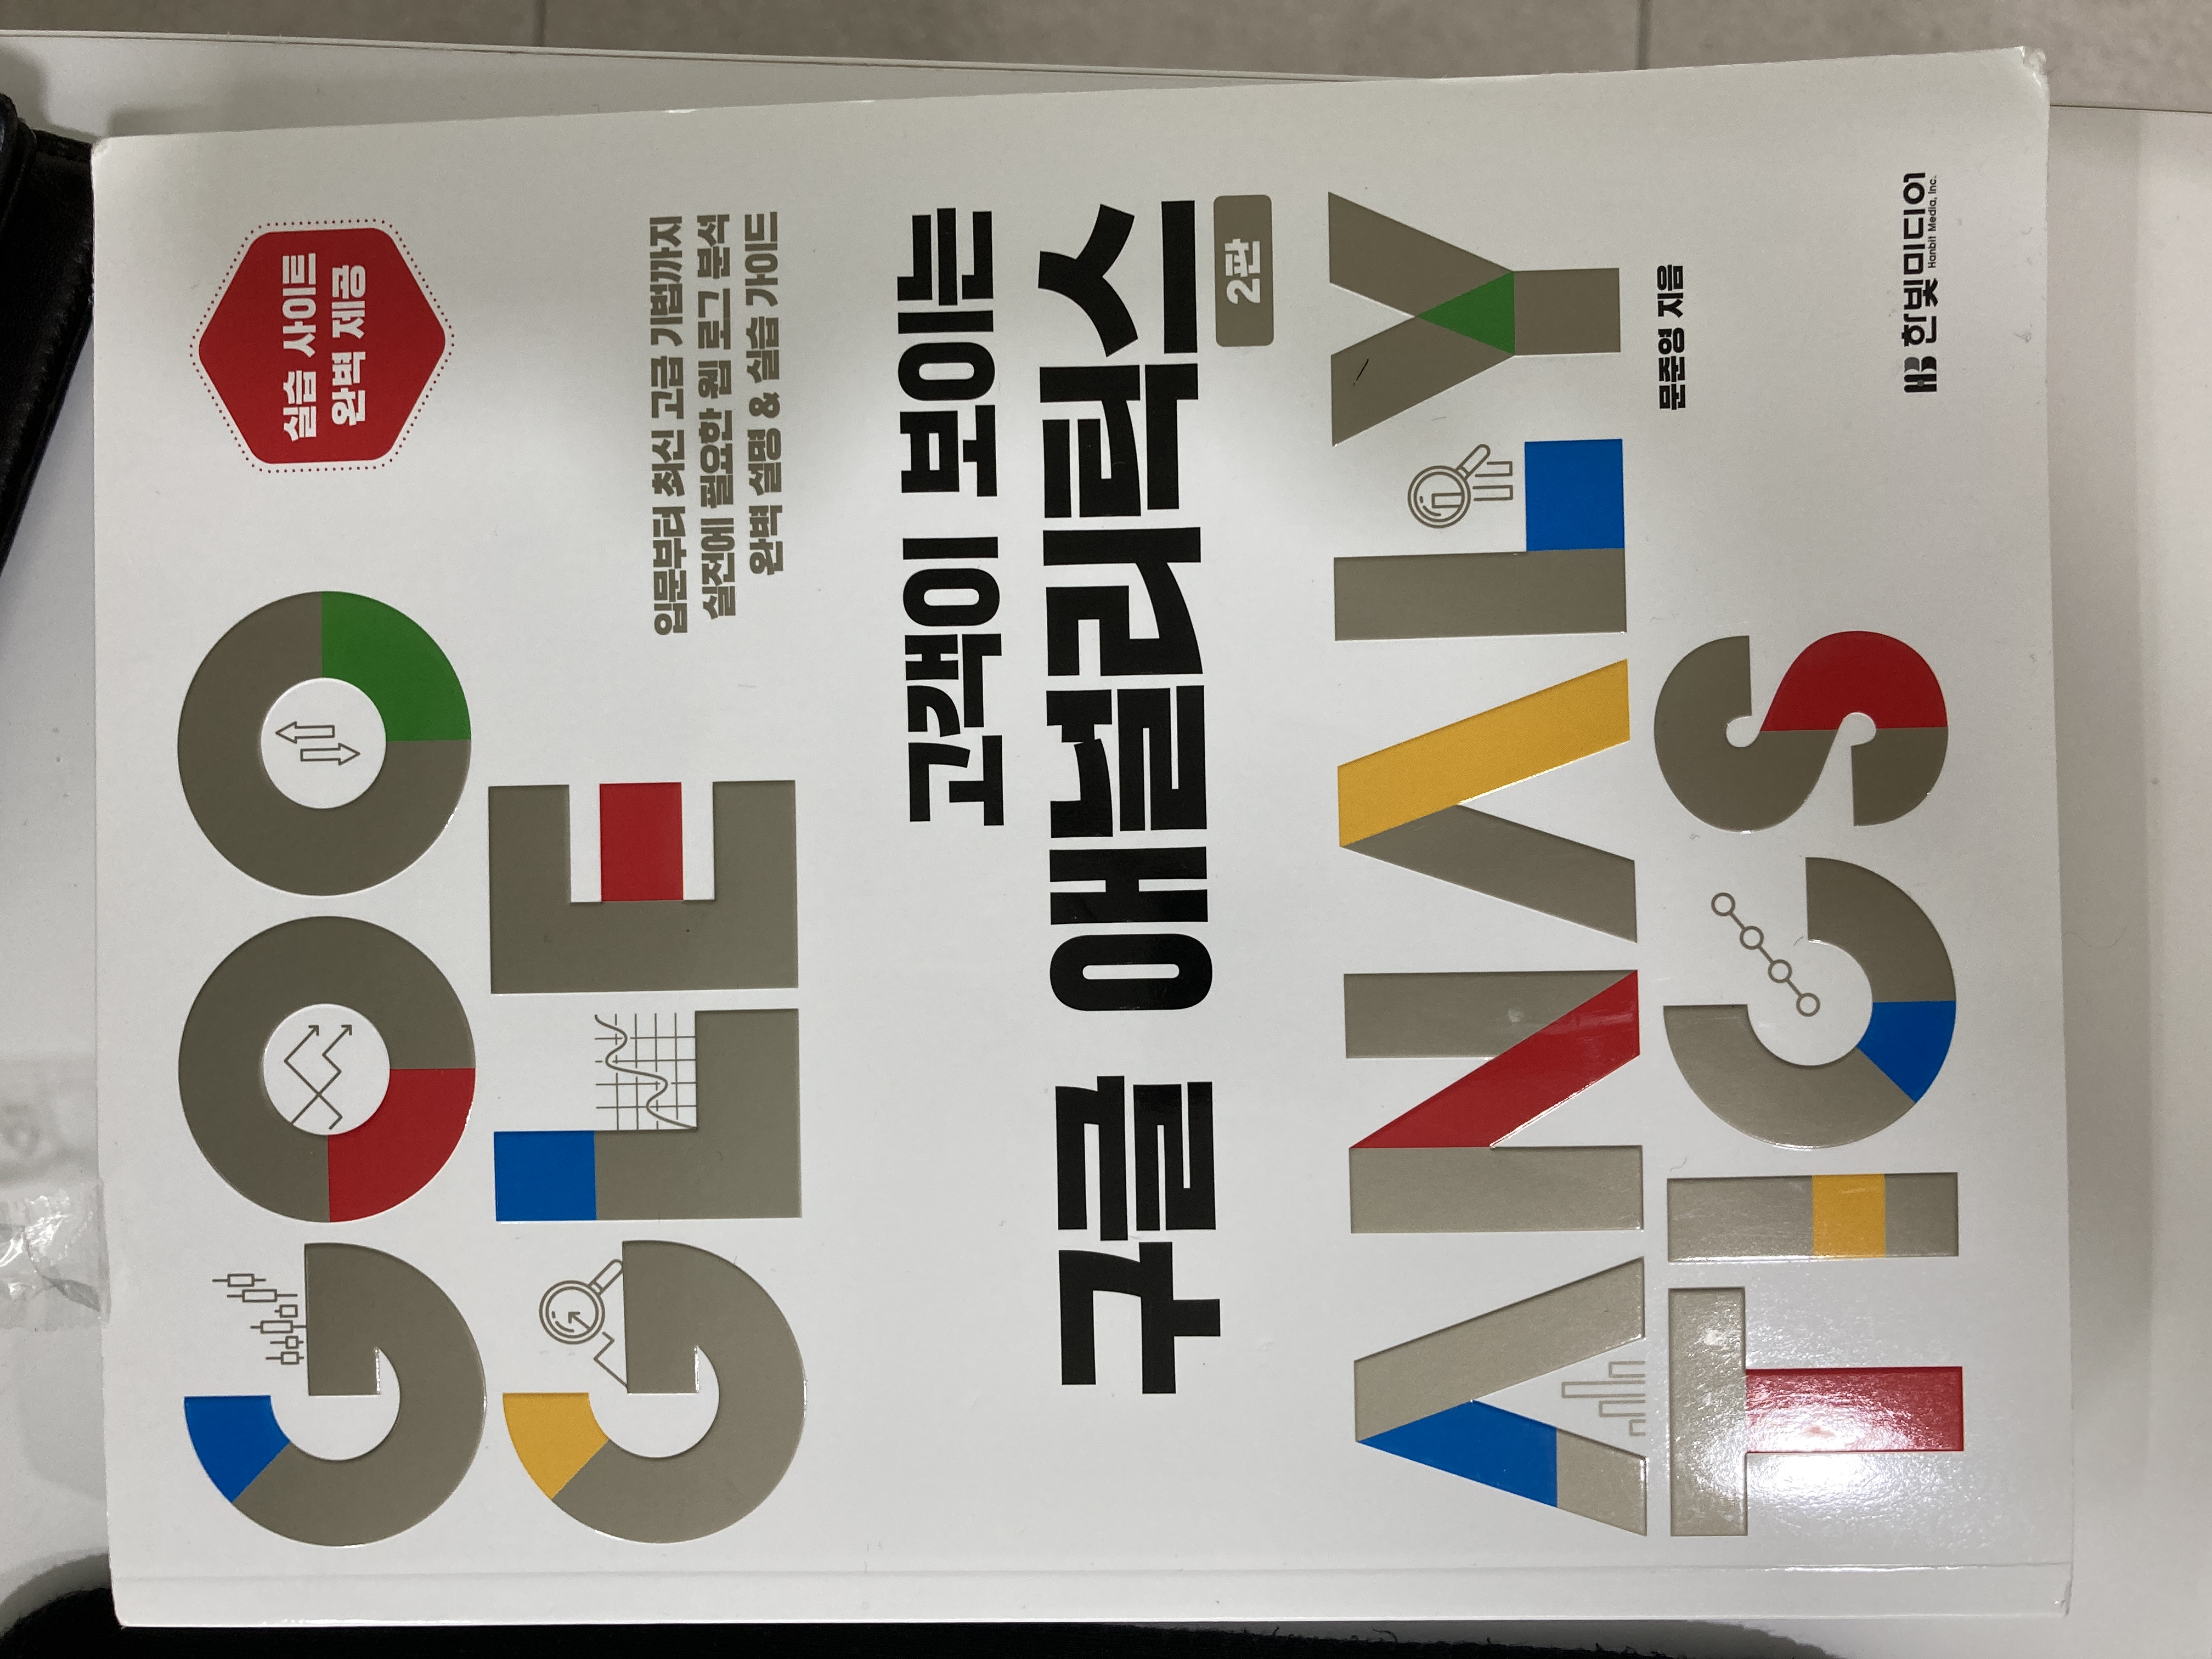 GOO
GLE
실습 사이트
완벽 제공
입문부터 최신 고급 기법까지
실전에 필요한 웹 로그 분석
완벽 설명 & 실습 가이드
고객이 보이는
구글 애널리틱스
2판
ANALY
TICS
문준영 지음
HB 한빛미디어
Hanbit Media, Inc.